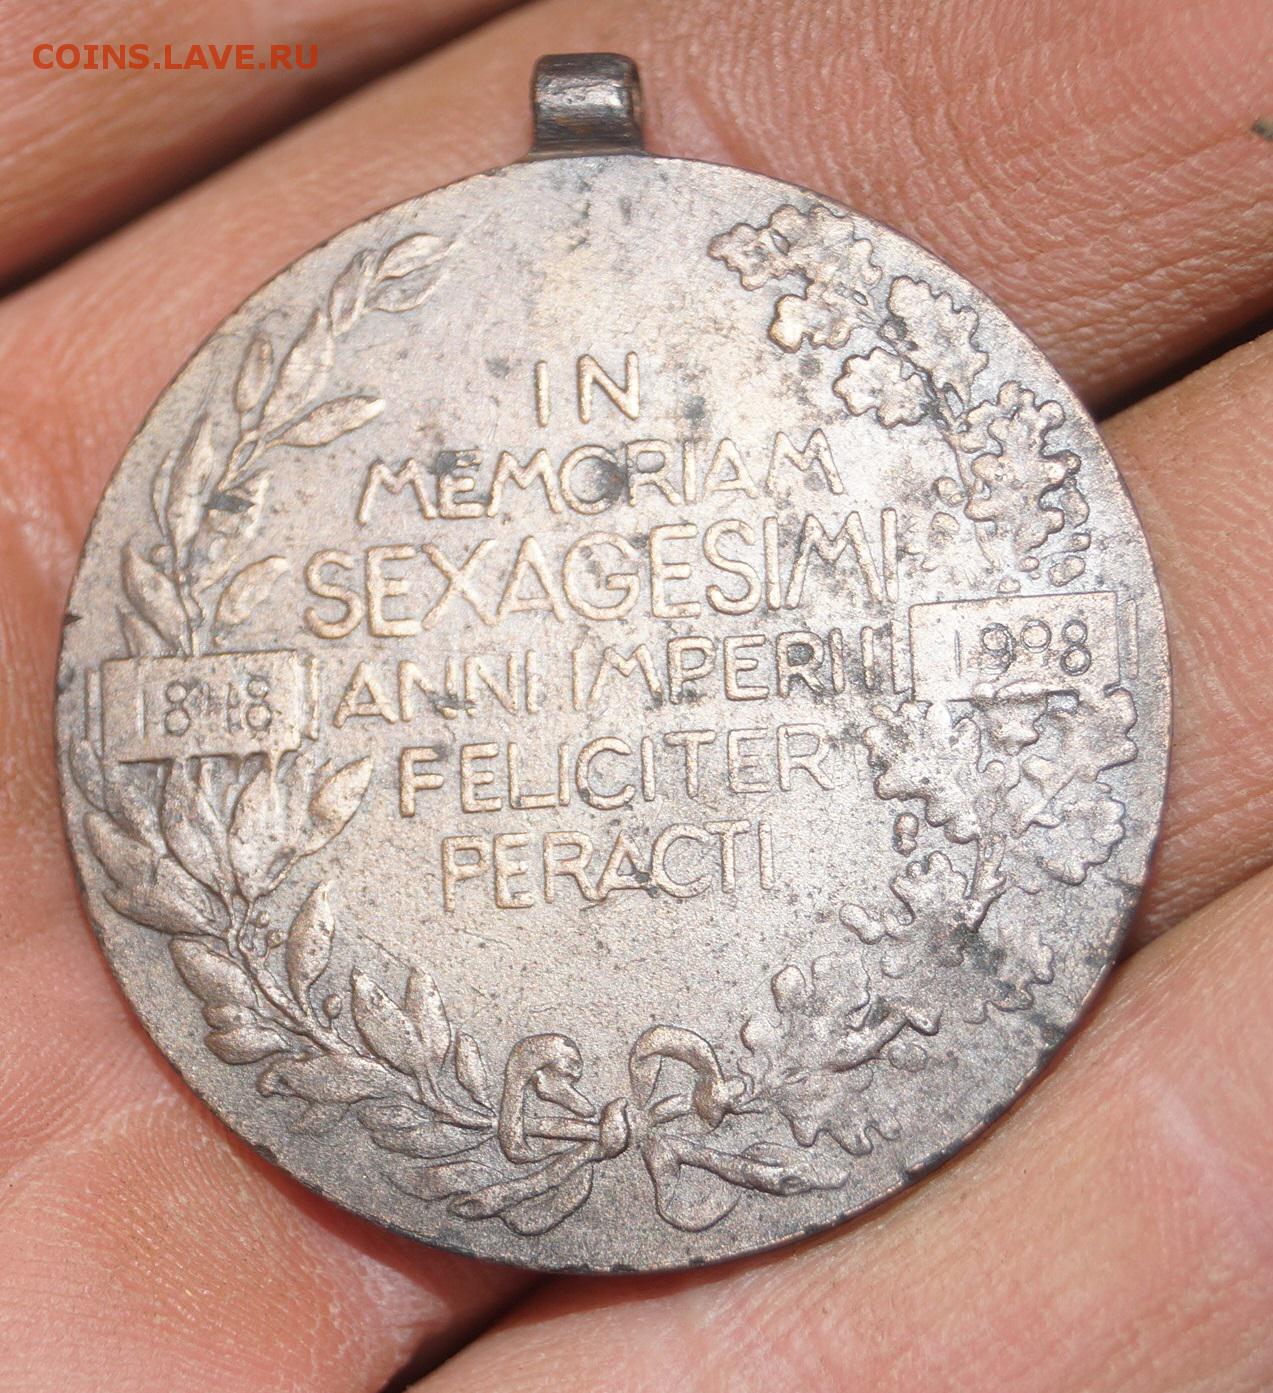 COINS.LAVE.RU
IN
MEMORIAM
SEXAGESIMI
ANNI IMPERII
1848
1908
FELICITER
PERACTI